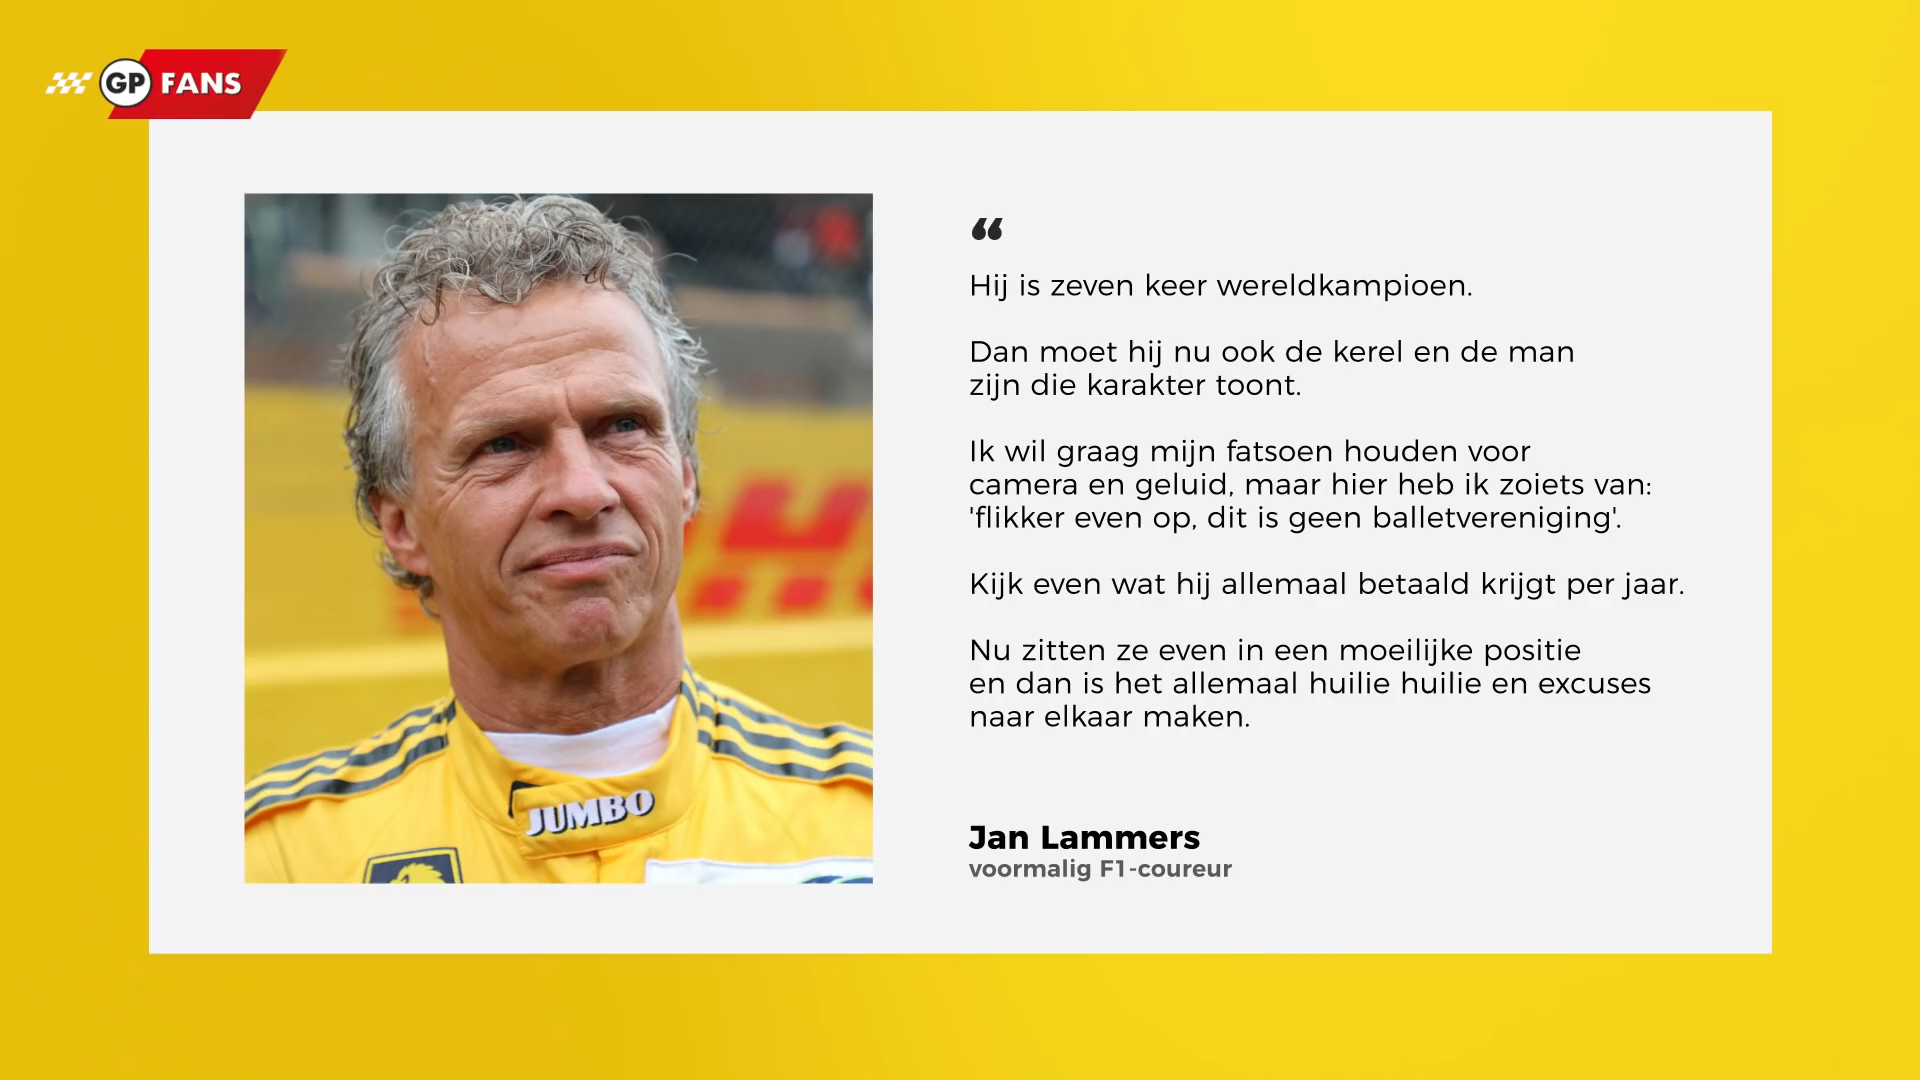 GP FANS
“
Hij is zeven keer wereldkampioen.
Dan moet hij nu ook de kerel en de man
zijn die karakter toont.
Ik wil graag mijn fatsoen houden voor
camera en geluid, maar hier heb ik zoiets van:
'flikker even op, dit is geen balletvereniging'.
Kijk even wat hij allemaal betaald krijgt per jaar.
Nu zitten ze even in een moeilijke positie
en dan is het allemaal huilie huilie en excuses
naar elkaar maken.
JUMBO
Jan Lammers
voormalig F1-coureur